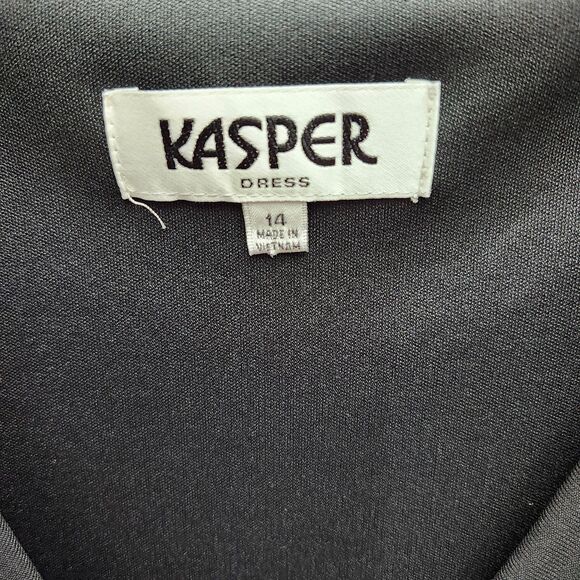 KASPER
DRESS
14
MADE IN
VIETNAM